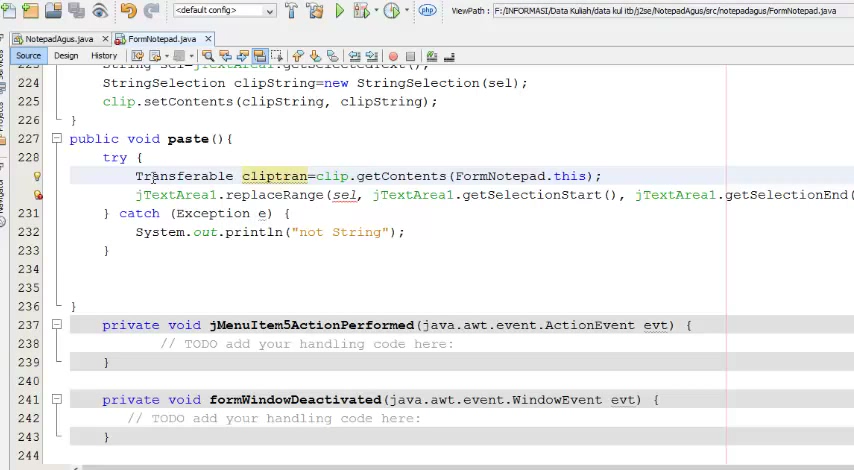 <default config>
ViewPath :
F:/INFORMASI/Data Kuliah/data kul itb/j2se/NotepadAgus/src/notepadagus/FormNotepad.java
NotepadAgus.java
FormNotepad.java
Source Design History
Services
Projects
Navigator
223 String sel=jTextArea1.getSelectedText();
224 StringSelection clipString=new StringSelection(sel);
225 clip.setContents(clipString, clipString);
226 }
227 public void paste(){
228 try {
Transferable cliptran=clip.getContents(FormNotepad.this);
jTextArea1.replaceRange(sel, jTextArea1.getSelectionStart(), jTextArea1.getSelectionEnd(
231 } catch (Exception e) {
232 System.out.println("not String");
233 }
234
235
236 }
237 private void jMenuItem5ActionPerformed(java.awt.event.ActionEvent evt) {
238 // TODO add your handling code here:
239 }
240
241 private void formWindowDeactivated(java.awt.event.WindowEvent evt) {
242 // TODO add your handling code here:
243 }
244